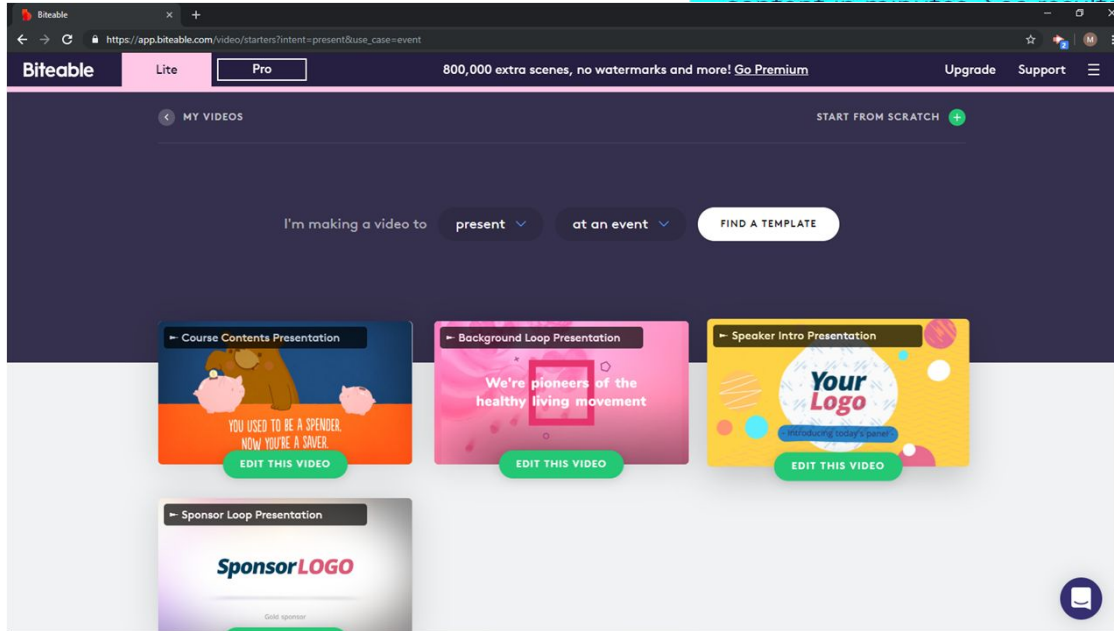 content in minutes
Biteable
https://app.biteable.com/video/starters?intent=present&use_case=event
2
M
Biteable
Lite
Pro
800,000 extra scenes, no watermarks and more! Go Premium
Upgrade
Support
MY VIDEOS
START FROM SCRATCH
I'm making a video to present at an event FIND A TEMPLATE
Course Contents Presentation
YOU USED TO BE A SPENDER.
NOW YOU'RE A SAVER.
EDIT THIS VIDEO
Background Loop Presentation
We're pioneers of the
healthy living movement
EDIT THIS VIDEO
Speaker Intro Presentation
Your
Logo
- Introducing today's panel -
EDIT THIS VIDEO
Sponsor Loop Presentation
SponsorLOGO
Gold sponsor